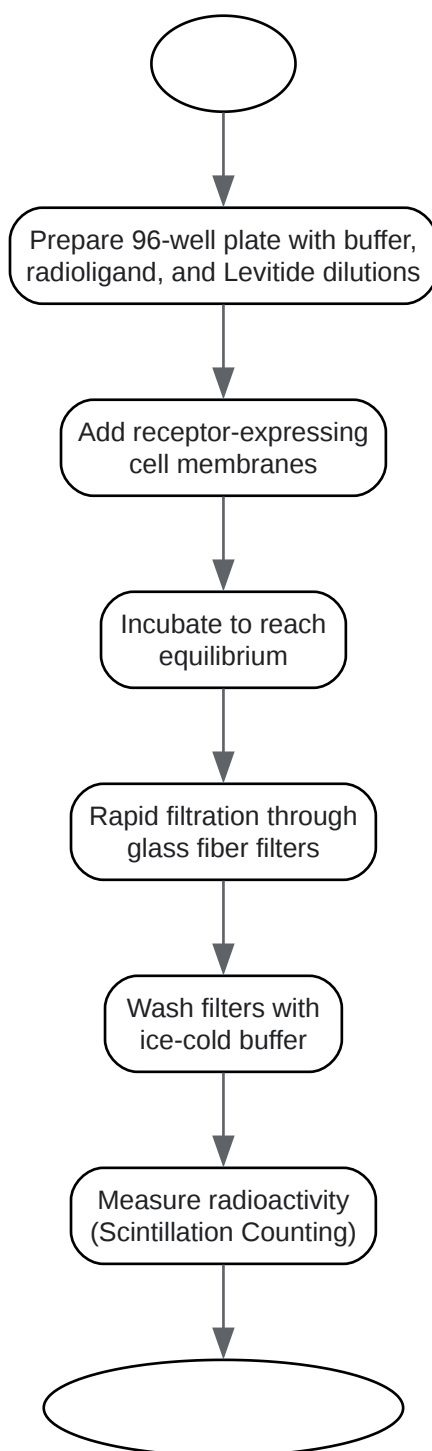 Prepare 96-well plate with buffer,
radioligand, and Levitide dilutions
Add receptor-expressing
cell membranes
Incubate to reach
equilibrium
Rapid filtration through
glass fiber filters
Wash filters with
ice-cold buffer
Measure radioactivity
(Scintillation Counting)